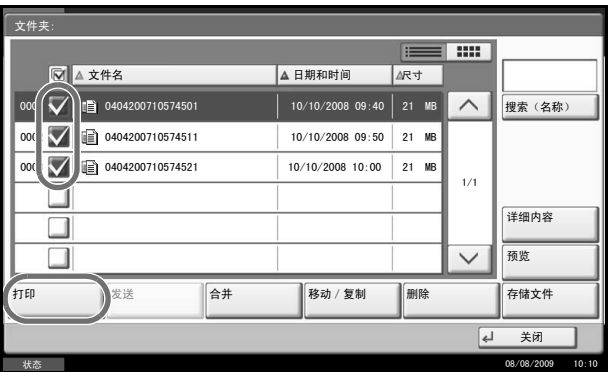 文件夹:
文件名 日期和时间 尺寸
0404200710574501 10/10/2008 09:40 21 MB
搜索（名称）
0404200710574511 10/10/2008 09:50 21 MB
0404200710574521 10/10/2008 10:00 21 MB
1/1
详细内容
预览
打印 发送 合并 移动 / 复制 删除 存储文件
关闭
状态 08/08/2009 10:10